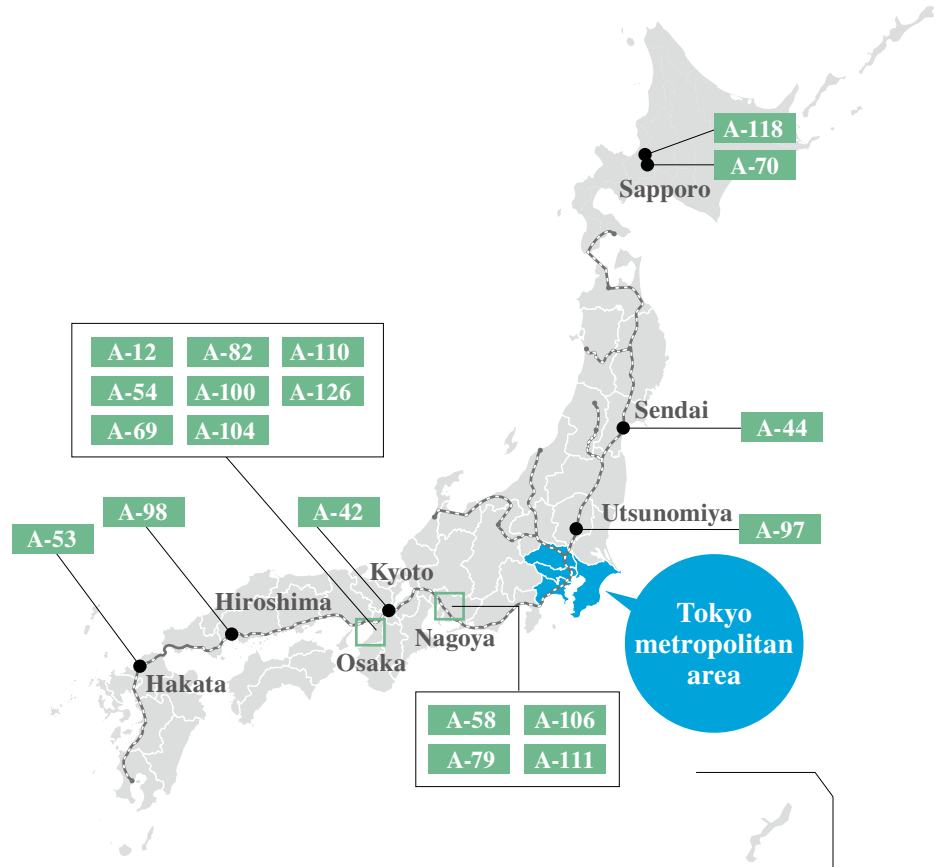 A-118
A-70
Sapporo
A-12 A-82 A-110
A-54 A-100 A-126
A-69 A-104
Sendai
A-44
A-98
A-42
Utsunomiya
A-97
A-53
Kyoto
Hiroshima
Nagoya
Osaka
Hakata
Tokyo
metropolitan
area
A-58 A-106
A-79 A-111